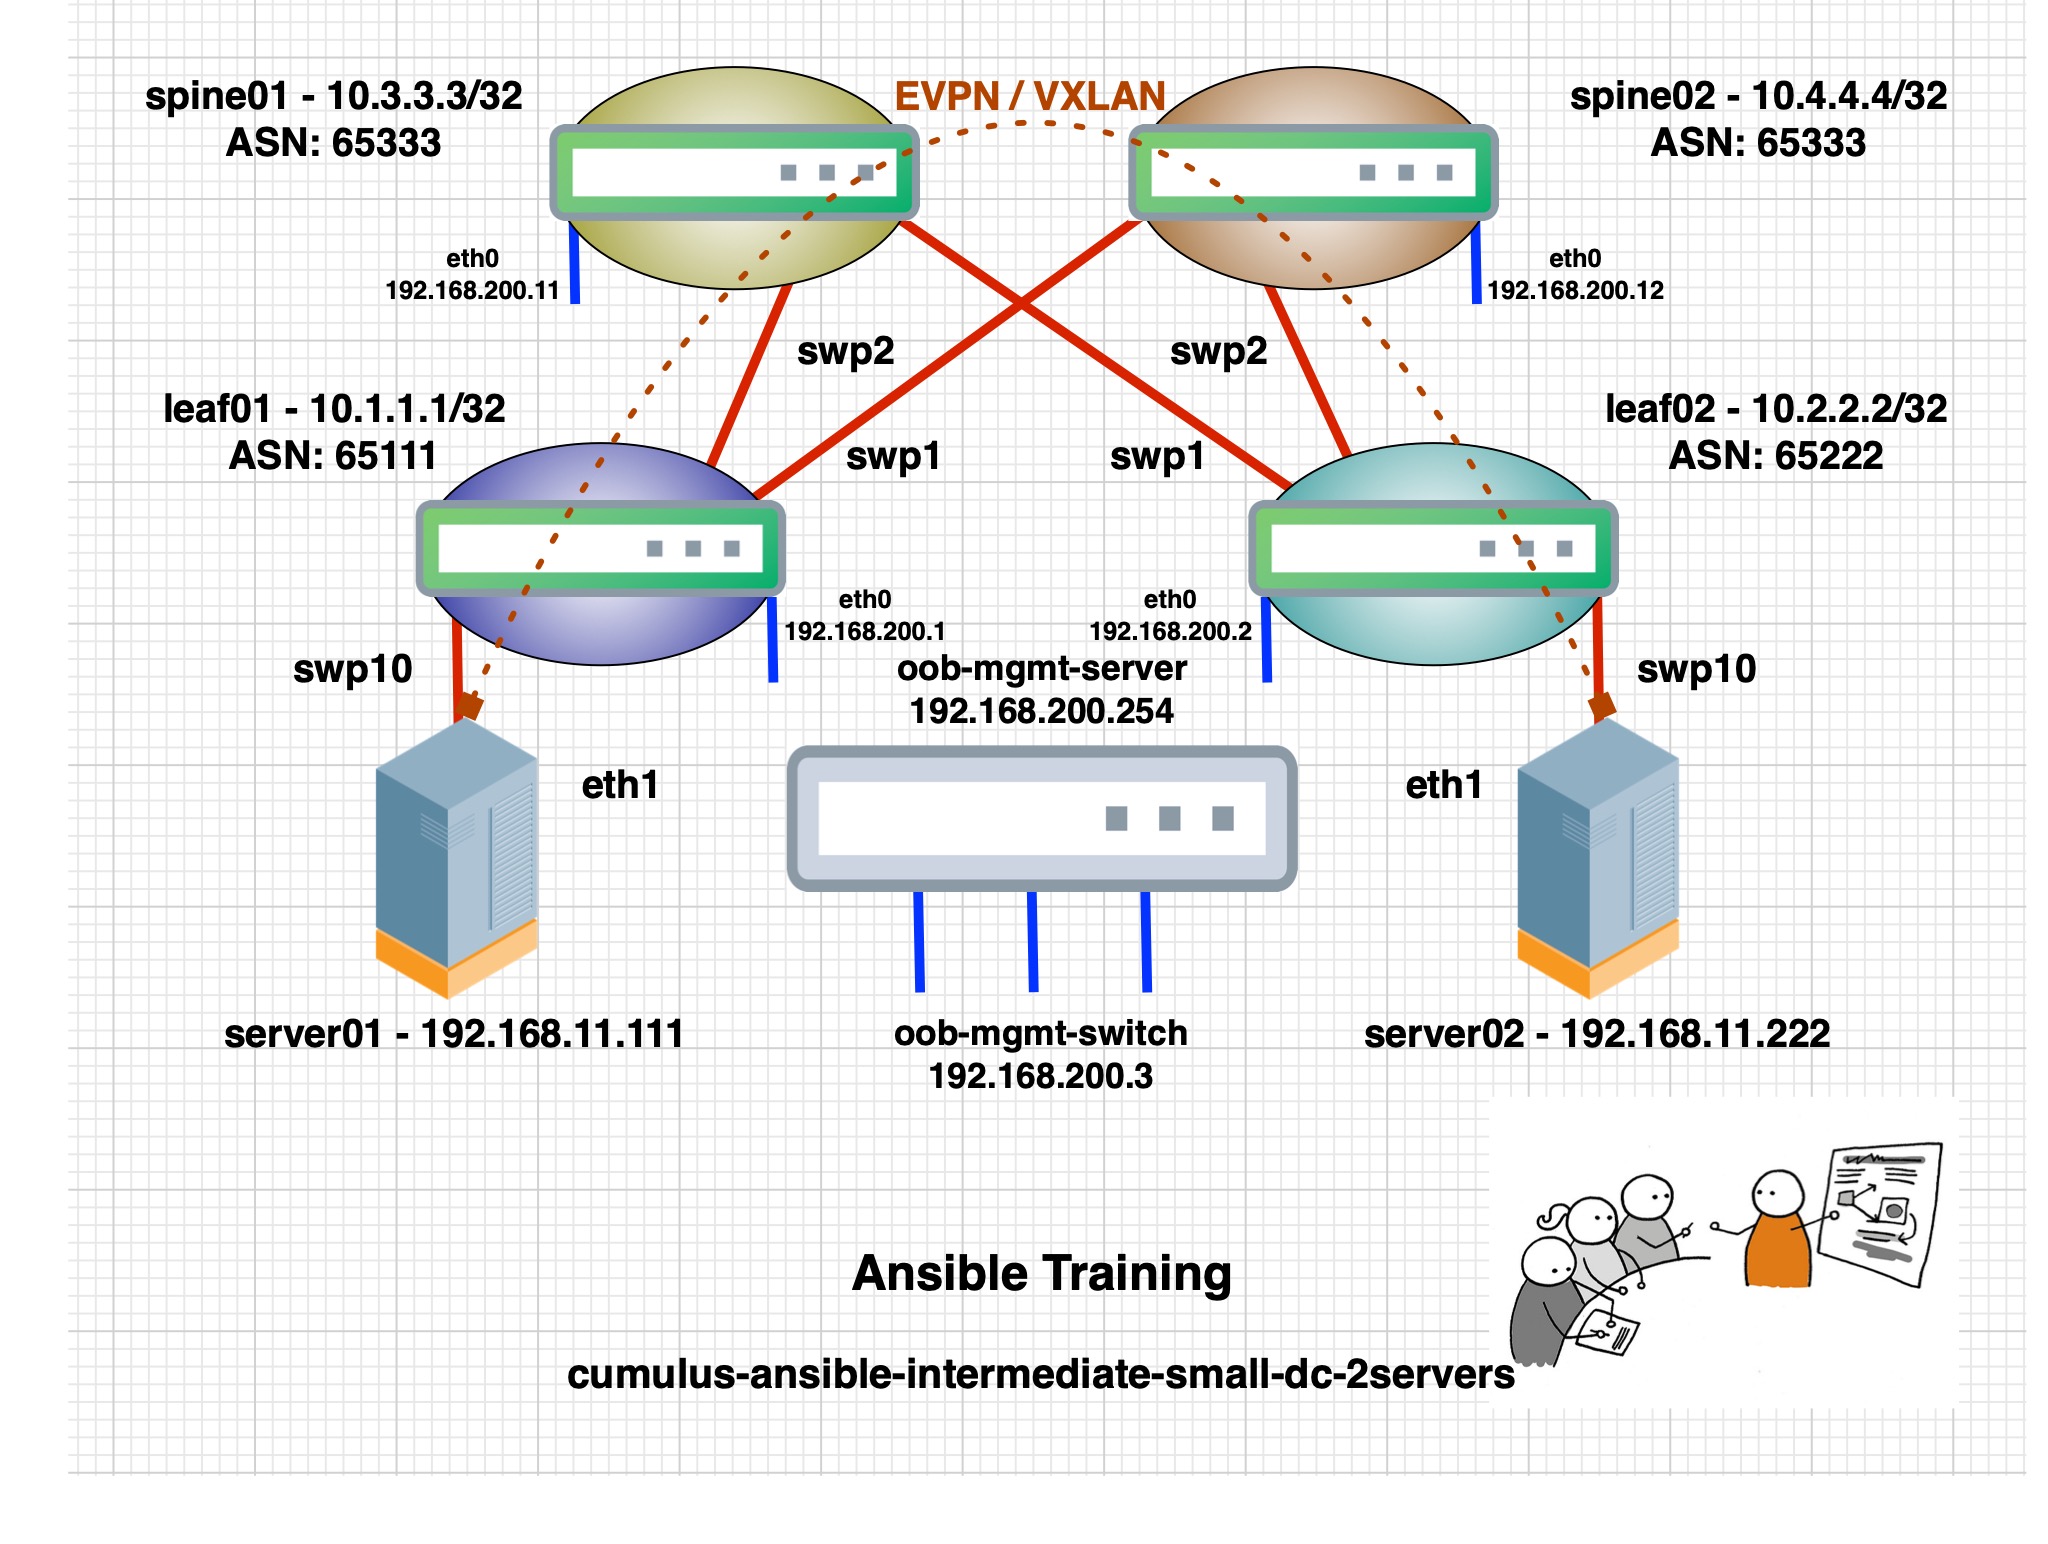 EVPN / VXLAN
spine01 - 10.3.3.3/32
ASN: 65333
spine02 - 10.4.4.4/32
ASN: 65333
eth0
192.168.200.11
eth0
192.168.200.12
swp2
swp2
leaf01 - 10.1.1.1/32
ASN: 65111
leaf02 - 10.2.2.2/32
ASN: 65222
swp1
swp1
eth0
192.168.200.1
eth0
192.168.200.2
swp10
oob-mgmt-server
192.168.200.254
swp10
eth1
eth1
server01 - 192.168.11.111
oob-mgmt-switch
192.168.200.3
server02 - 192.168.11.222
Ansible Training
cumulus-ansible-intermediate-small-dc-2servers